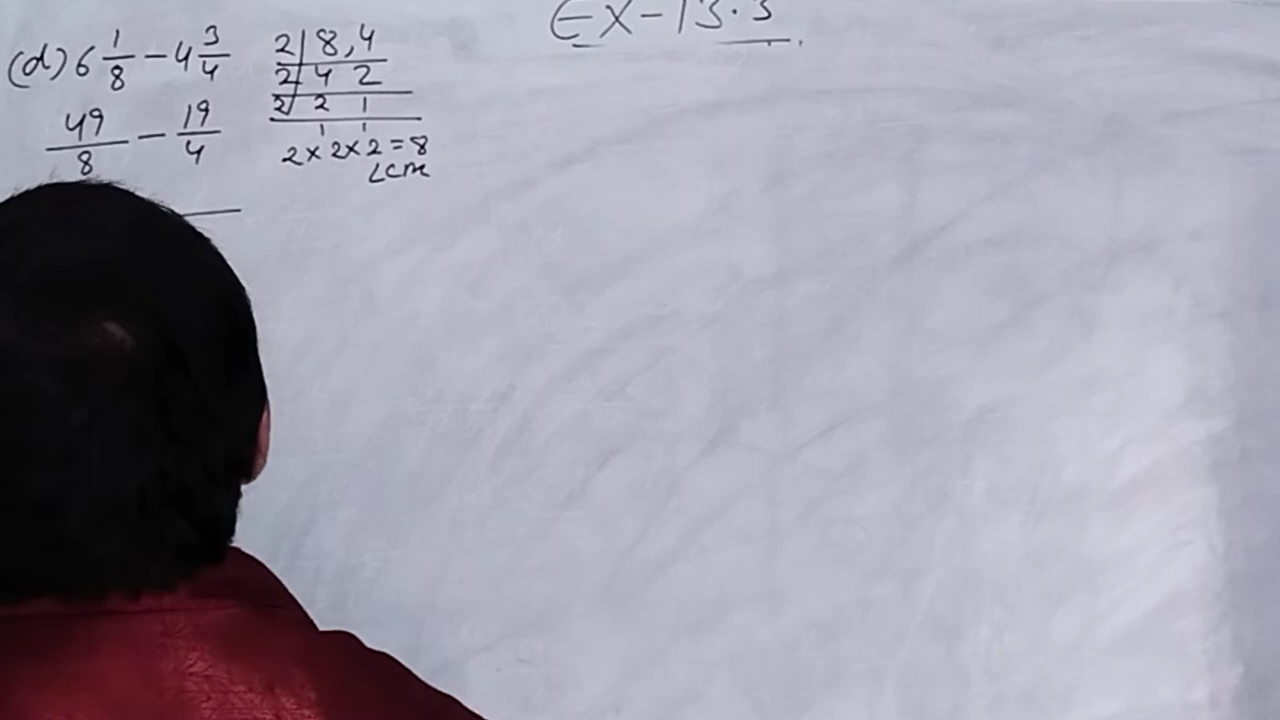 Ex-13.3
(d) 6 1/8 - 4 3/4
49/8 - 19/4
2 | 8, 4
2 | 4 2
2 | 2 1
1 1
2 × 2 × 2 = 8
LCM